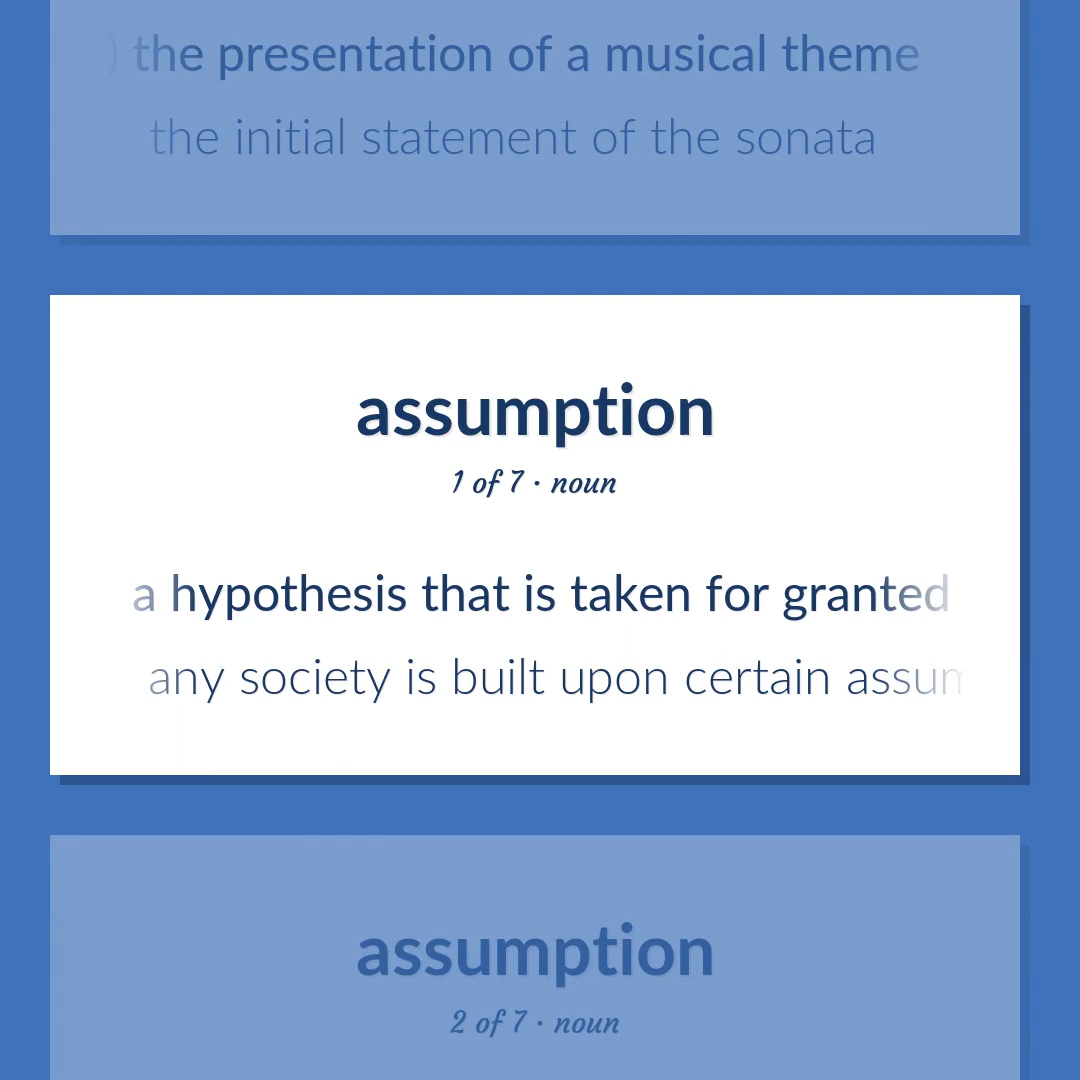 ) the presentation of a musical theme
the initial statement of the sonata
assumption
1 of 7 · noun
a hypothesis that is taken for granted
any society is built upon certain assum
assumption
2 of 7 · noun